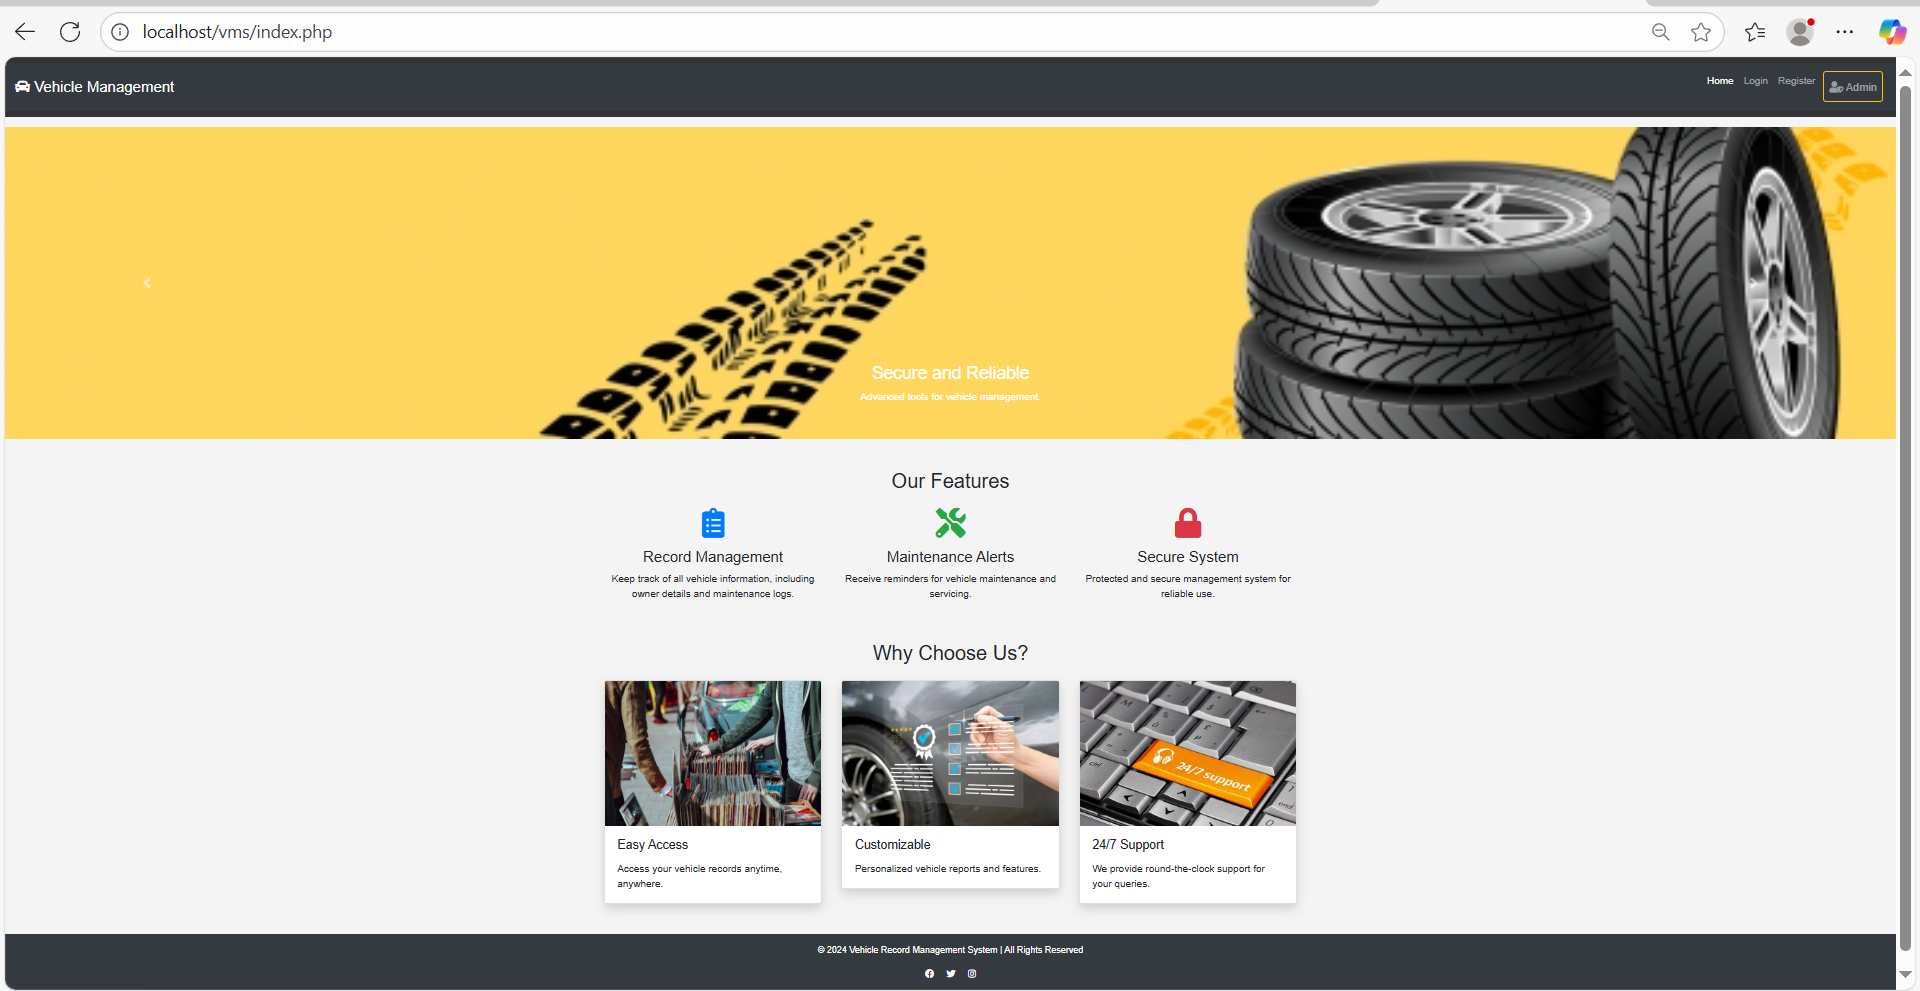 localhost/vms/index.php
Vehicle Management
Home Login Register Admin
Secure and Reliable
Advanced tools for vehicle management.
Our Features
Record Management
Keep track of all vehicle information, including
owner details and maintenance logs.
Maintenance Alerts
Receive reminders for vehicle maintenance and
servicing.
Secure System
Protected and secure management system for
reliable use.
Why Choose Us?
24/7 support
ctrl
end
Easy Access
Access your vehicle records anytime,
anywhere.
Customizable
Personalized vehicle reports and features.
24/7 Support
We provide round-the-clock support for
your queries.
© 2024 Vehicle Record Management System | All Rights Reserved